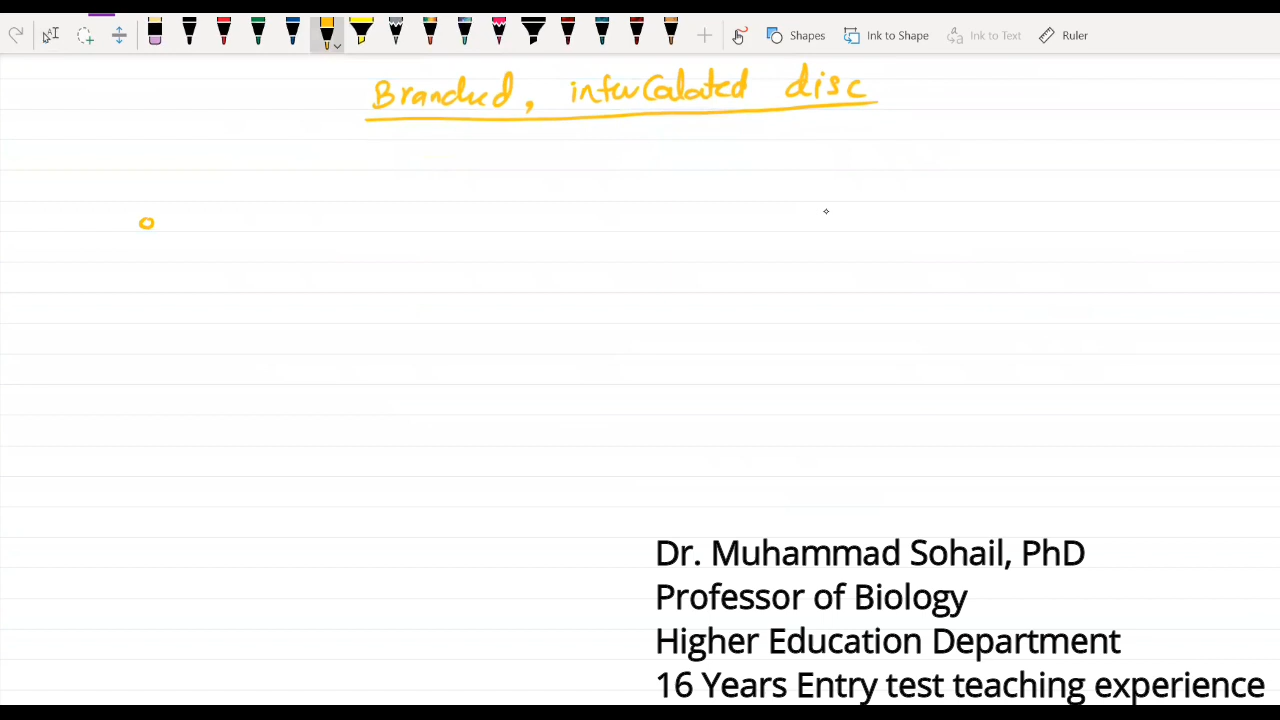 Shapes Ink to Shape Ink to Text Ruler
Branched, intercalated disc
Dr. Muhammad Sohail, PhD
Professor of Biology
Higher Education Department
16 Years Entry test teaching experience